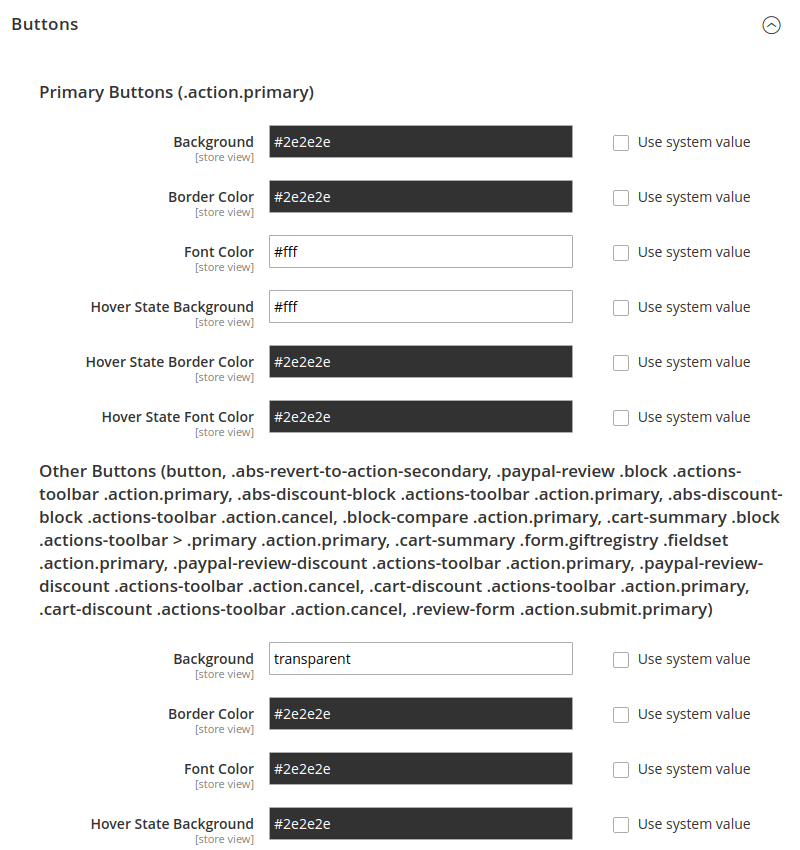 Buttons
Primary Buttons (.action.primary)
Background #2e2e2e Use system value
[store view]
Border Color #2e2e2e Use system value
[store view]
Font Color #fff Use system value
[store view]
Hover State Background #fff Use system value
[store view]
Hover State Border Color #2e2e2e Use system value
[store view]
Hover State Font Color #2e2e2e Use system value
[store view]
Other Buttons (button, .abs-revert-to-action-secondary, .paypal-review .block .actions-
toolbar .action.primary, .abs-discount-block .actions-toolbar .action.primary, .abs-discount-
block .actions-toolbar .action.cancel, .block-compare .action.primary, .cart-summary .block
.actions-toolbar > .primary .action.primary, .cart-summary .form.giftregistry .fieldset
.action.primary, .paypal-review-discount .actions-toolbar .action.primary, .paypal-review-
discount .actions-toolbar .action.cancel, .cart-discount .actions-toolbar .action.primary,
.cart-discount .actions-toolbar .action.cancel, .review-form .action.submit.primary)
Background transparent Use system value
[store view]
Border Color #2e2e2e Use system value
[store view]
Font Color #2e2e2e Use system value
[store view]
Hover State Background #2e2e2e Use system value
[store view]